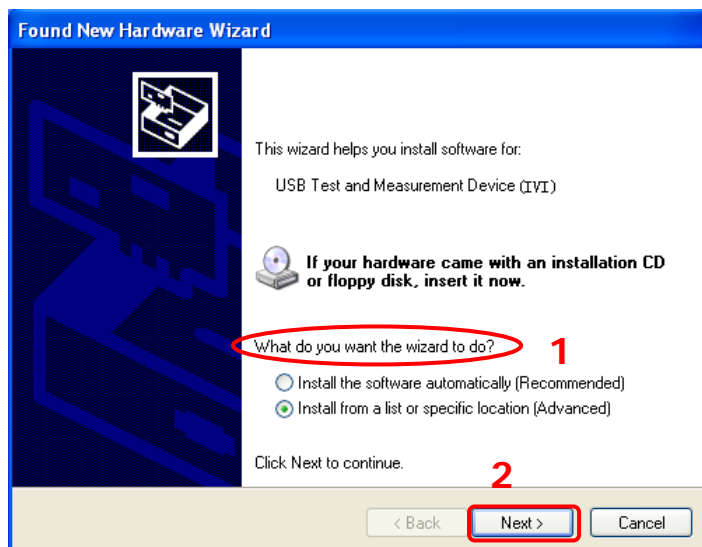 Found New Hardware Wizard
This wizard helps you install software for:
USB Test and Measurement Device (IVI)
If your hardware came with an installation CD
or floppy disk, insert it now.
What do you want the wizard to do?
1
Install the software automatically (Recommended)
Install from a list or specific location (Advanced)
Click Next to continue.
2
< Back
Next >
Cancel